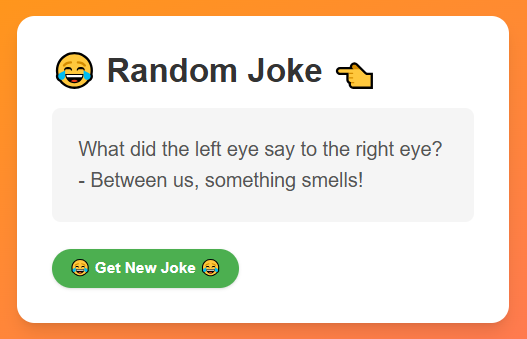 😂 Random Joke 👈
What did the left eye say to the right eye?
- Between us, something smells!
😂 Get New Joke 😂